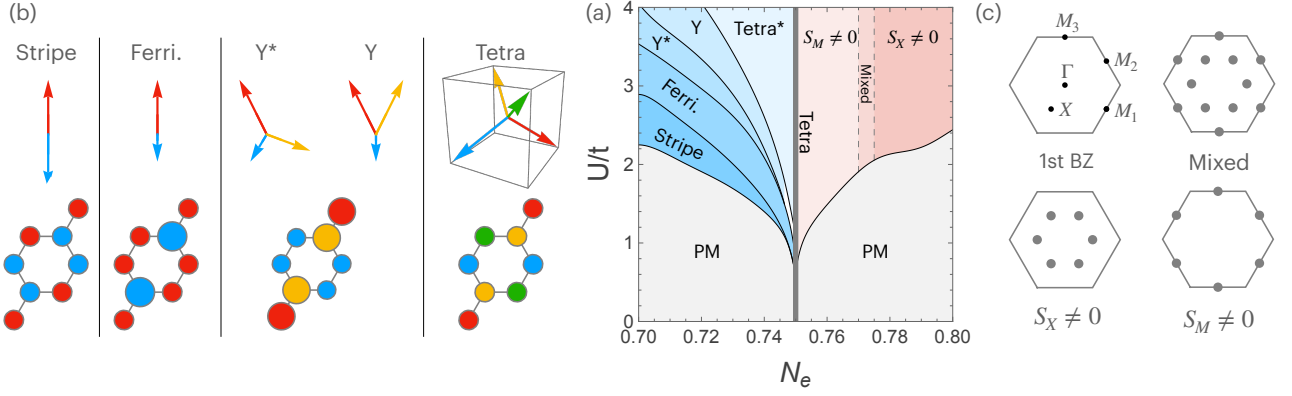 (b)
Stripe
Ferri.
Y*
Y
Tetra
(a)
U/t
4
3
2
1
0
0.70
0.72
0.74
0.76
0.78
0.80
N_e
Y*
Y
Tetra*
Ferri.
Stripe
PM
Tetra
S_M ≠ 0
Mixed
S_X ≠ 0
PM
(c)
M_3
M_2
Γ
X
M_1
1st BZ
Mixed
S_X ≠ 0
S_M ≠ 0